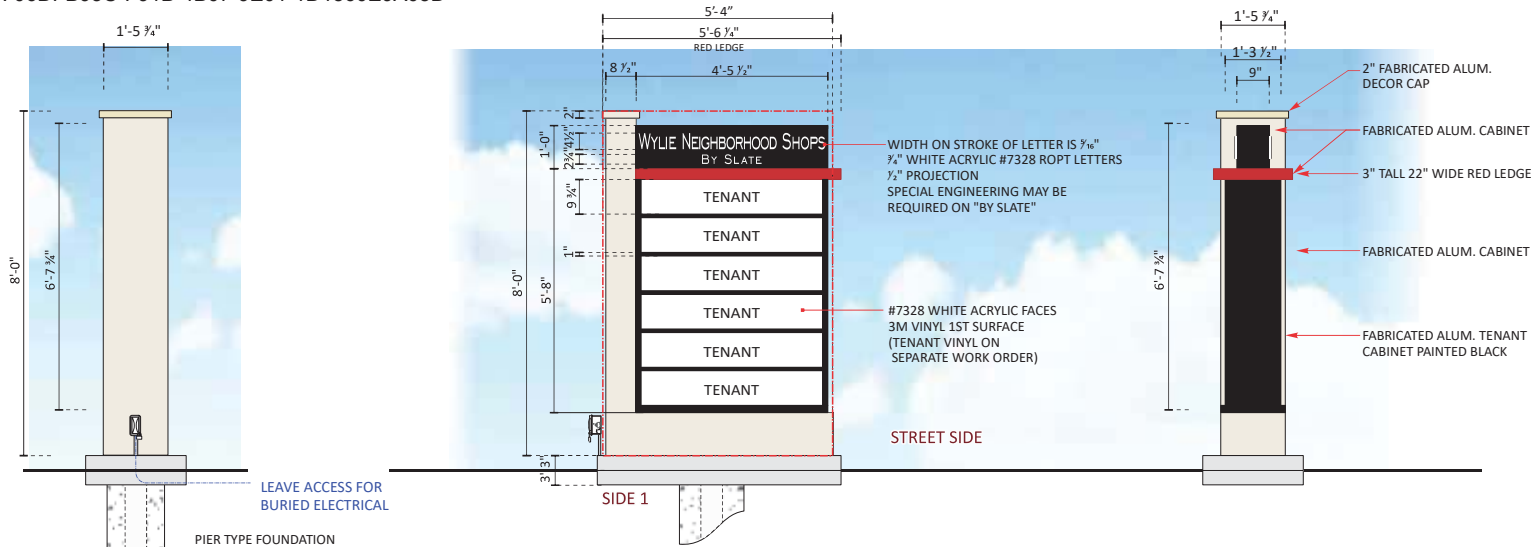 1'-5 ¾"
8'-0"
6'-7 ¾"
LEAVE ACCESS FOR
BURIED ELECTRICAL
PIER TYPE FOUNDATION
5'-4"
5'-6 ¼"
RED LEDGE
8 ½"
4'-5 ½"
2"
1'-0"
4½"
2¾"
9 ¾"
1"
8'-0"
5'-8"
3"
3"
WYLIE NEIGHBORHOOD SHOPS
BY SLATE
TENANT
TENANT
TENANT
TENANT
TENANT
TENANT
WIDTH ON STROKE OF LETTER IS 5⁄16"
¾" WHITE ACRYLIC #7328 ROPT LETTERS
½" PROJECTION
SPECIAL ENGINEERING MAY BE
REQUIRED ON "BY SLATE"
#7328 WHITE ACRYLIC FACES
3M VINYL 1ST SURFACE
(TENANT VINYL ON
SEPARATE WORK ORDER)
STREET SIDE
SIDE 1
1'-5 ¾"
1'-3 ½"
9"
6'-7 ¾"
2" FABRICATED ALUM.
DECOR CAP
FABRICATED ALUM. CABINET
3" TALL 22" WIDE RED LEDGE
FABRICATED ALUM. CABINET
FABRICATED ALUM. TENANT
CABINET PAINTED BLACK